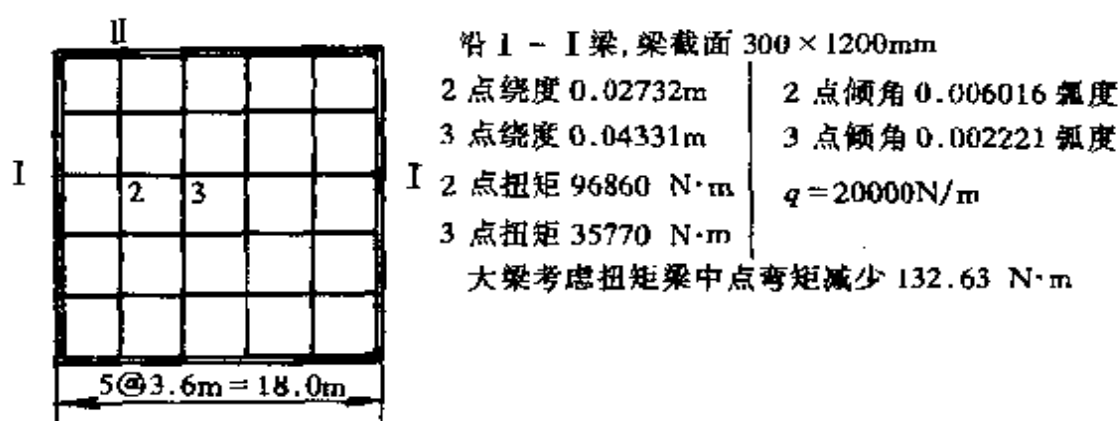 II
沿 I - I 梁,梁截面 300×1200mm
2 点绕度 0.02732m
2 点倾角 0.006016 弧度
3 点绕度 0.04331m
3 点倾角 0.002221 弧度
I
2
3
I
2 点扭矩 96860 N·m
q=20000N/m
3 点扭矩 35770 N·m
大梁考虑扭矩梁中点弯矩减少 132.63 N·m
5@3.6m=18.0m